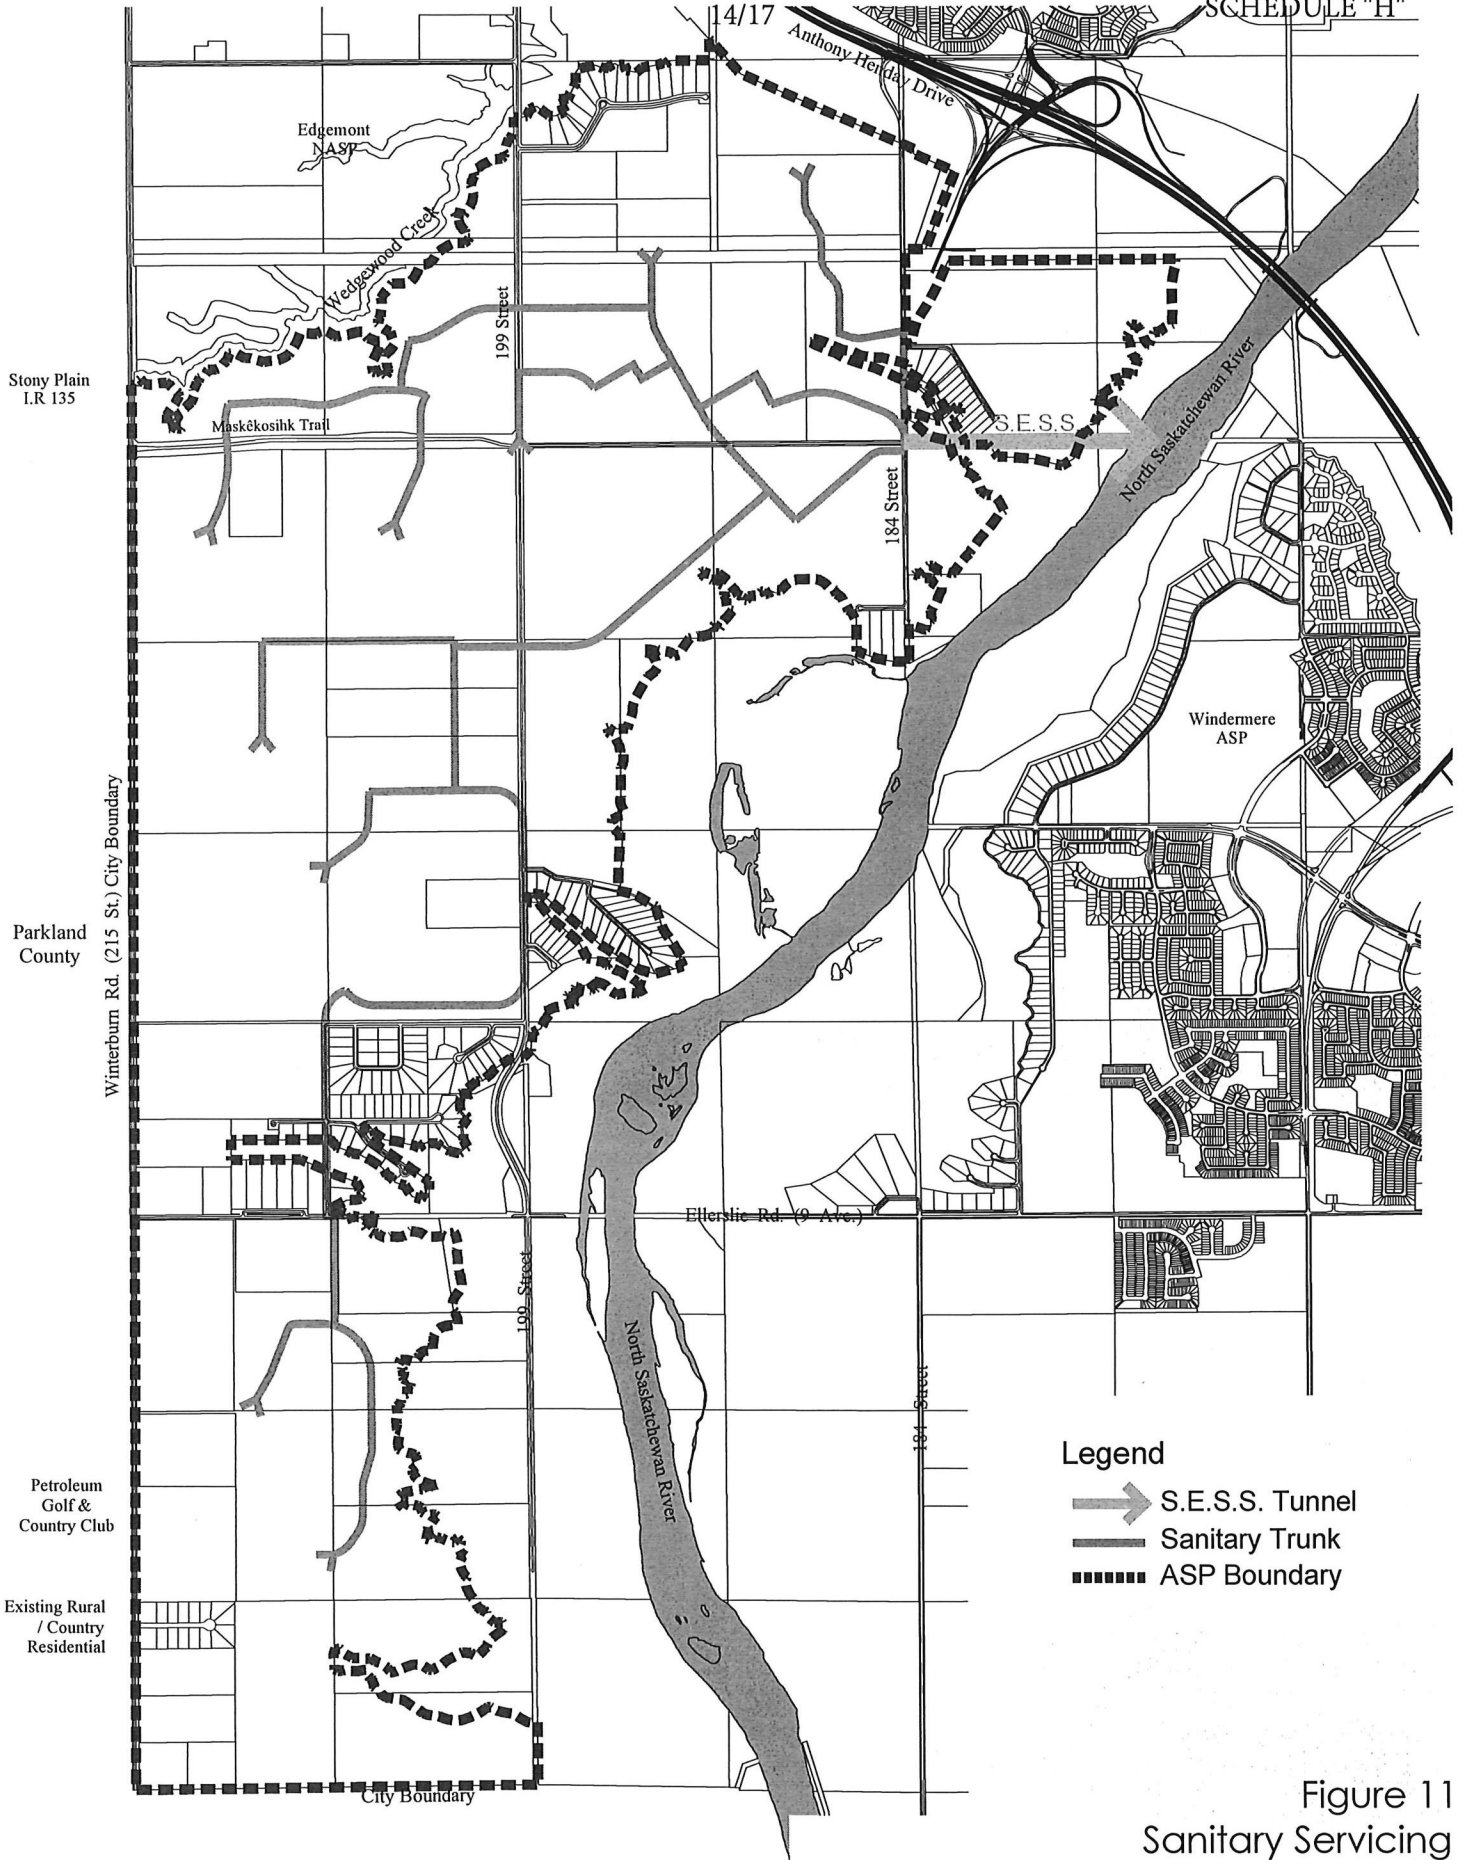 14/17
SCHEDULE "H"
Anthony Henday Drive
Edgemont
NASP
Wedgewood Creek
199 Street
Stony Plain
I.R 135
Maskêkosihk Trail
S.E.S.S.
North Saskatchewan River
184 Street
Windermere
ASP
Winterburn Rd. (215 St.) City Boundary
Parkland
County
Ellerslie Rd. (9 Ave.)
199 Street
North Saskatchewan River
184 Street
Legend
S.E.S.S. Tunnel
Sanitary Trunk
ASP Boundary
Petroleum
Golf &
Country Club
Existing Rural
/ Country
Residential
City Boundary
Figure 11
Sanitary Servicing